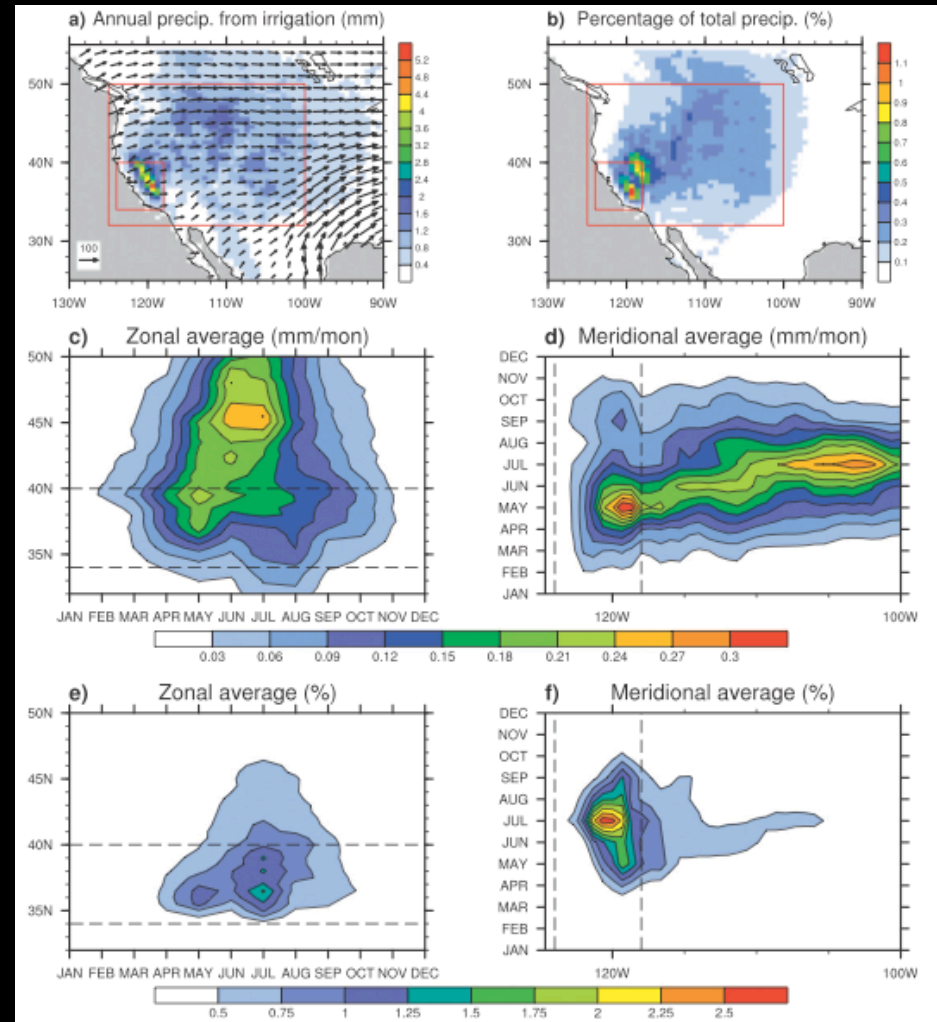 a) Annual precip. from irrigation (mm)
b) Percentage of total precip. (%)
50N
40N
30N
100
130W 120W 110W 100W 90W
5.2
4.8
4.4
4
3.6
3.2
2.8
2.4
2
1.6
1.2
0.8
0.4
50N
40N
30N
130W 120W 110W 100W 90W
1.1
1
0.9
0.8
0.7
0.6
0.5
0.4
0.3
0.2
0.1
c) Zonal average (mm/mon)
d) Meridional average (mm/mon)
50N
45N
40N
35N
JAN FEB MAR APR MAY JUN JUL AUG SEP OCT NOV DEC
DEC
NOV
OCT
SEP
AUG
JUL
JUN
MAY
APR
MAR
FEB
JAN
120W 100W
0.03 0.06 0.09 0.12 0.15 0.18 0.21 0.24 0.27 0.3
e) Zonal average (%)
f) Meridional average (%)
50N
45N
40N
35N
JAN FEB MAR APR MAY JUN JUL AUG SEP OCT NOV DEC
DEC
NOV
OCT
SEP
AUG
JUL
JUN
MAY
APR
MAR
FEB
JAN
120W 100W
0.5 0.75 1 1.25 1.5 1.75 2 2.25 2.5